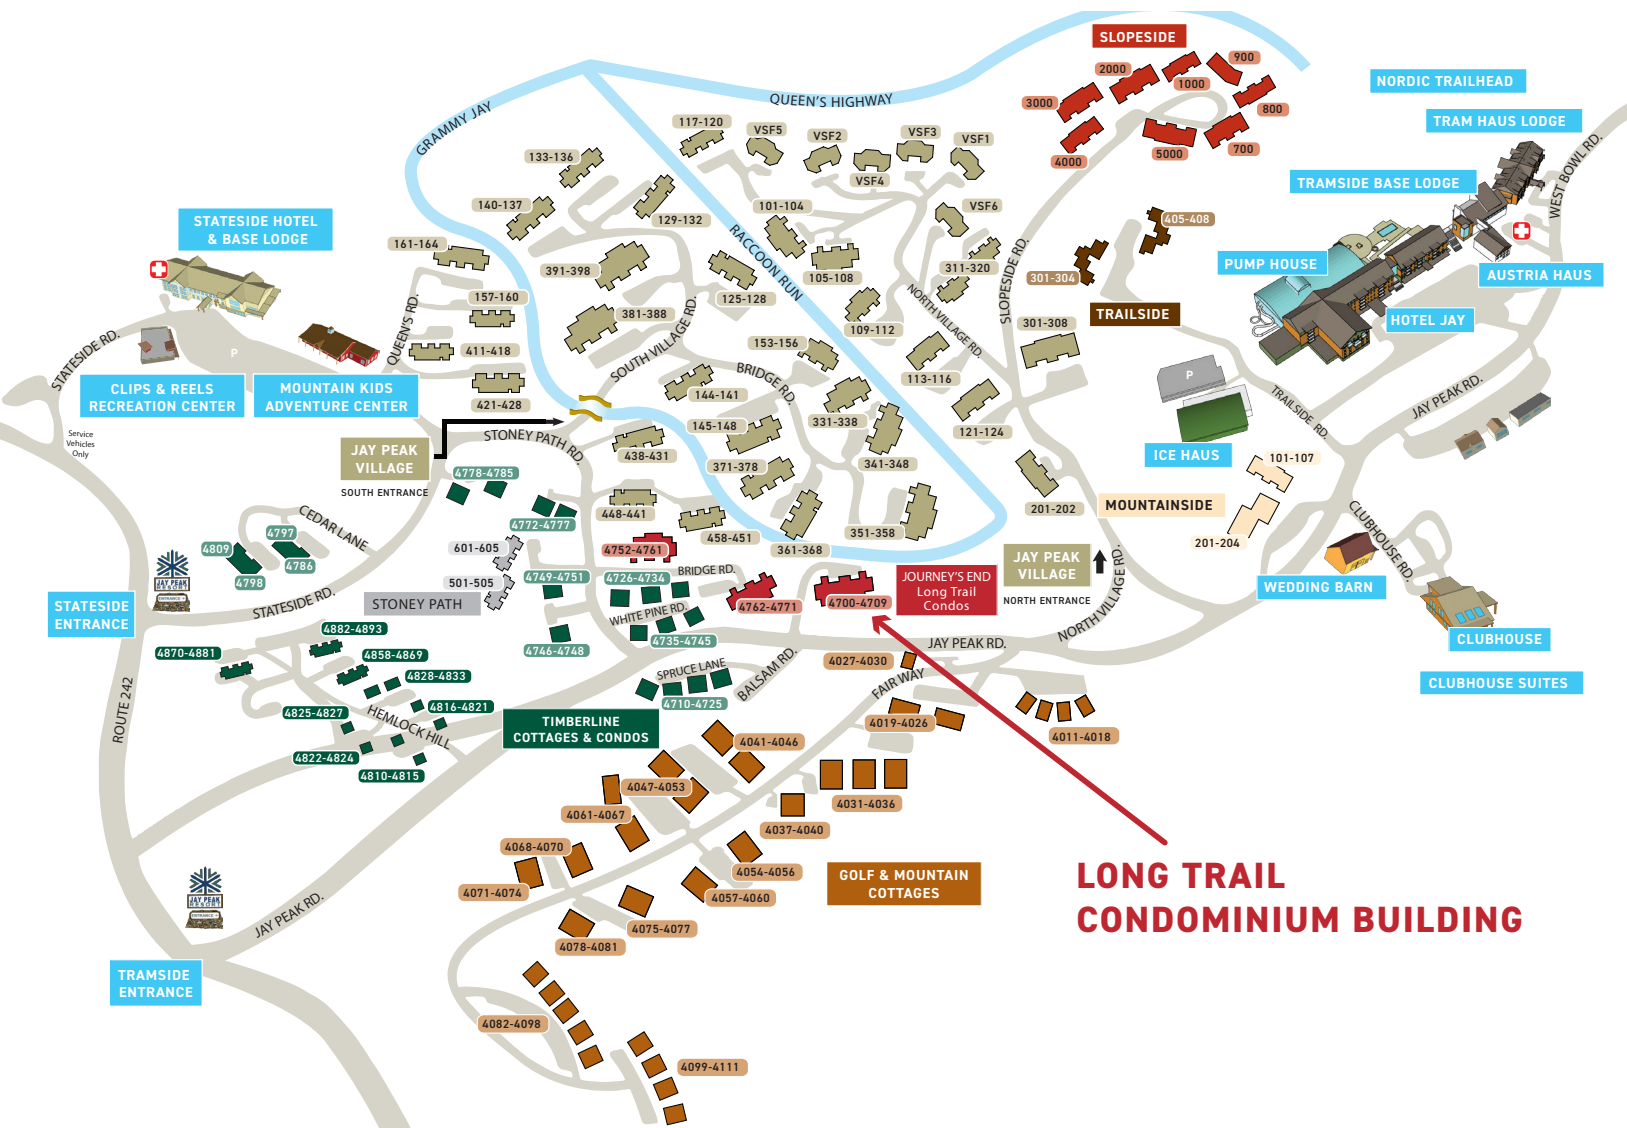 SLOPESIDE
900
2000
1000
3000
800
4000
5000
700
NORDIC TRAILHEAD
TRAM HAUS LODGE
TRAMSIDE BASE LODGE
WEST BOWL RD.
QUEEN'S HIGHWAY
GRAMMY JAY
117-120
VSF5
VSF2
VSF3
VSF1
VSF4
133-136
140-137
129-132
101-104
VSF6
405-408
STATESIDE HOTEL
& BASE LODGE
161-164
391-398
RACCOON RUN
105-108
311-320
301-304
SLOPESIDE RD.
PUMP HOUSE
AUSTRIA HAUS
157-160
QUEEN'S RD.
381-388
125-128
109-112
NORTH VILLAGE RD.
301-308
TRAILSIDE
HOTEL JAY
STATESIDE RD.
P
411-418
SOUTH VILLAGE RD.
153-156
BRIDGE RD.
113-116
P
CLIPS & REELS
RECREATION CENTER
MOUNTAIN KIDS
ADVENTURE CENTER
421-428
144-141
TRAILSIDE RD.
JAY PEAK RD.
Service
Vehicles
Only
STONEY PATH RD.
145-148
331-338
121-124
JAY PEAK
VILLAGE
SOUTH ENTRANCE
438-431
371-378
341-348
ICE HAUS
101-107
4778-4785
MOUNTAINSIDE
201-202
448-441
4772-4777
CEDAR LANE
458-451
361-368
351-358
201-204
CLUBHOUSE RD.
4809
4797
4786
4798
601-605
501-505
4752-4761
BRIDGE RD.
JAY PEAK
VILLAGE
NORTH ENTRANCE
JAY PEAK
RESORT
ENTRANCE
4749-4751
4726-4734
4762-4771
4700-4709
JOURNEY'S END
Long Trail
Condos
WEDDING BARN
STATESIDE
ENTRANCE
STATESIDE RD.
STONEY PATH
WHITE PINE RD.
NORTH VILLAGE RD.
4882-4893
4870-4881
4858-4869
4828-4833
4746-4748
4735-4745
JAY PEAK RD.
CLUBHOUSE
CLUBHOUSE SUITES
4027-4030
SPRUCE LANE
BALSAM RD.
FAIR WAY
ROUTE 242
4825-4827
4816-4821
HEMLOCK HILL
4710-4725
4019-4026
4011-4018
TIMBERLINE
COTTAGES & CONDOS
4822-4824
4810-4815
4041-4046
4047-4053
4061-4067
4031-4036
4037-4040
4068-4070
4071-4074
4054-4056
4057-4060
GOLF & MOUNTAIN
COTTAGES
LONG TRAIL
CONDOMINIUM BUILDING
JAY PEAK
RESORT
ENTRANCE
JAY PEAK RD.
4075-4077
4078-4081
TRAMSIDE
ENTRANCE
4082-4098
4099-4111